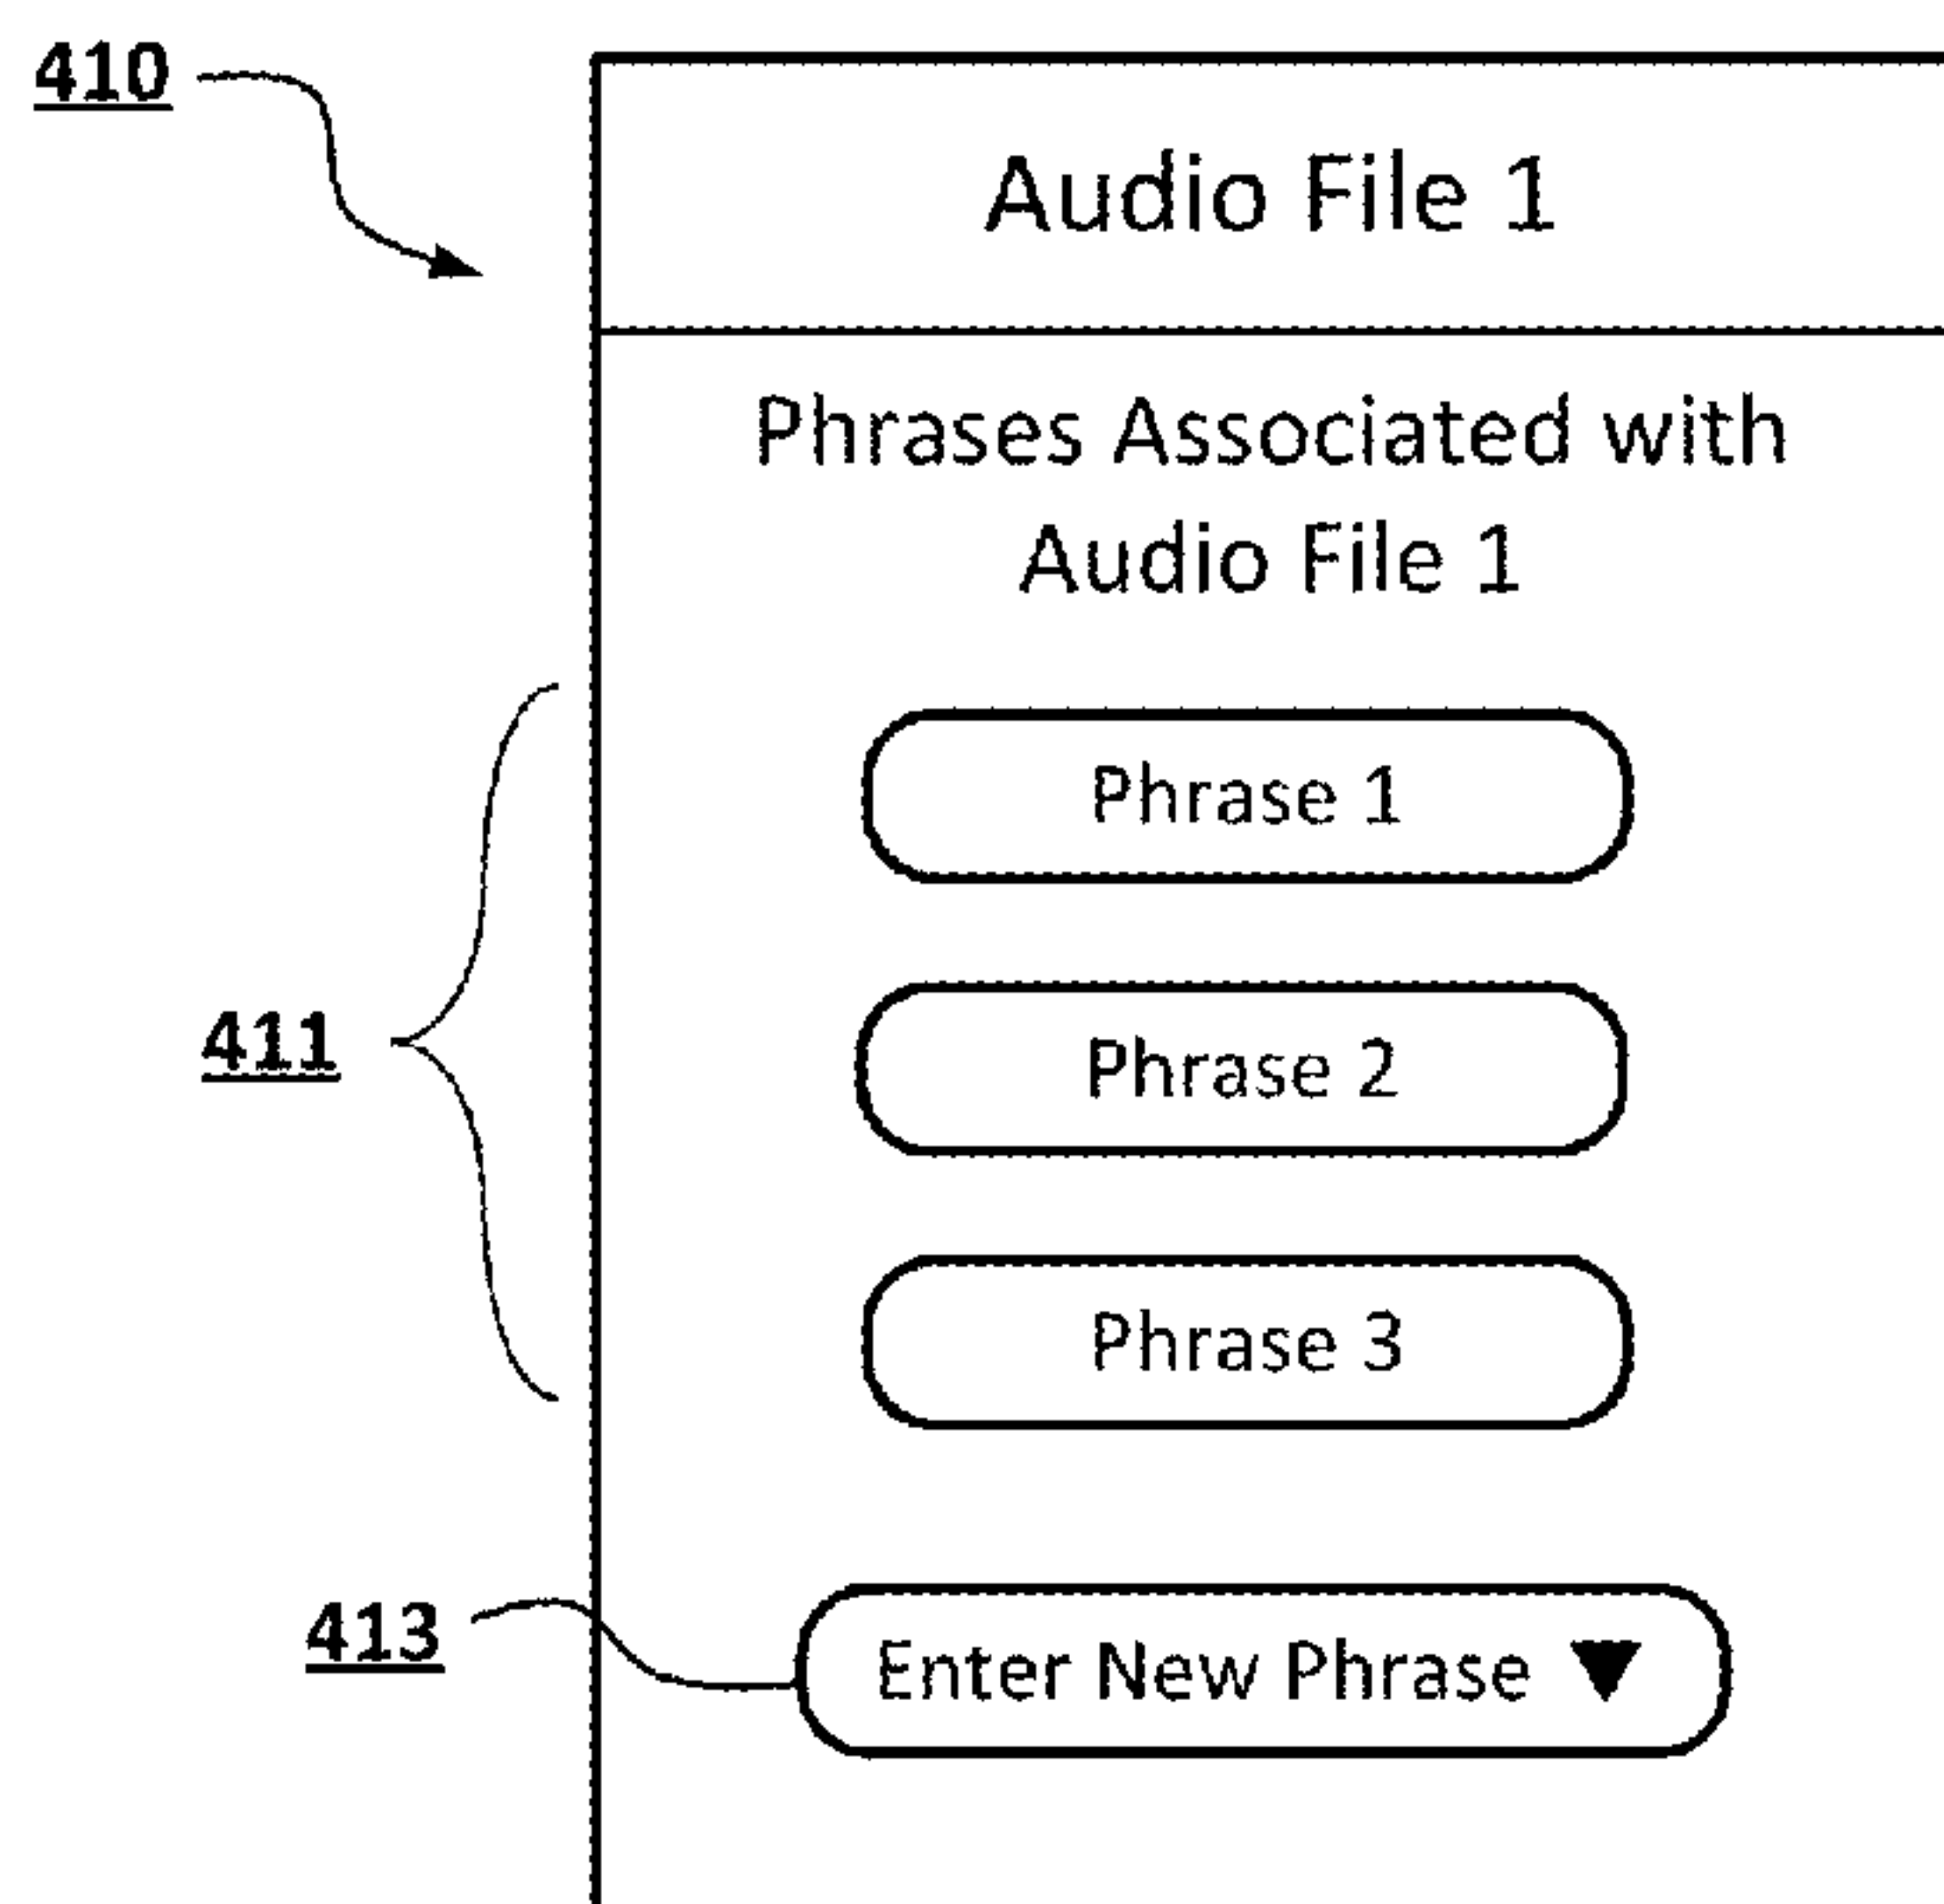 410
Audio File 1
Phrases Associated with
Audio File 1
Phrase 1
411
Phrase 2
Phrase 3
413
Enter New Phrase